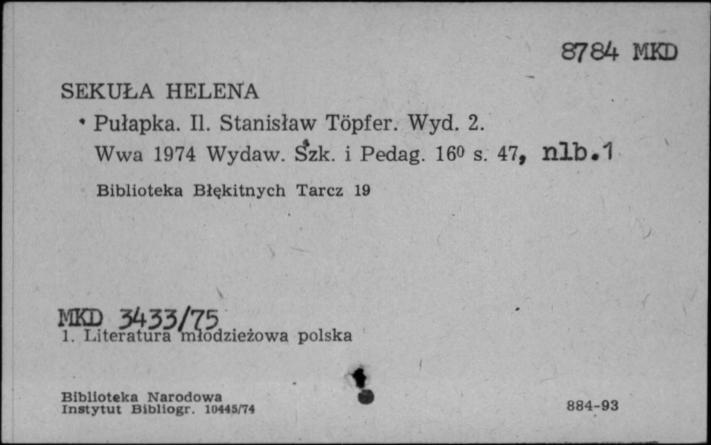 8784 MKD
SEKUŁA HELENA
Pułapka. Il. Stanisław Töpfer. Wyd. 2.
Wwa 1974 Wydaw. Szk. i Pedag. 16⁰ s. 47, nlb.1
Biblioteka Błękitnych Tarcz 19
MKD 3433/75
1. Literatura młodzieżowa polska
Biblioteka Narodowa
Instytut Bibliogr. 10445/74
884-93